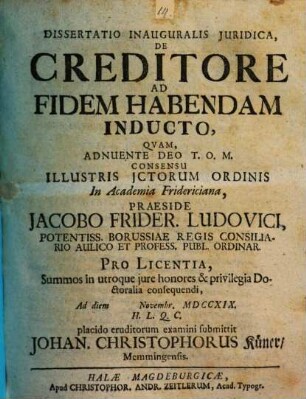 DISSERTATIO INAUGURALIS JURIDICA,
DE
CREDITORE
AD
FIDEM HABENDAM
INDUCTO,
QVAM,
ADNUENTE DEO T. O. M.
CONSENSU
ILLUSTRIS JCTORUM ORDINIS
In Academia Fridericiana,
PRAESIDE
JACOBO FRIDER. LUDOVICI,
POTENTISS. BORUSSIAE REGIS CONSILIA-
RIO AULICO ET PROFESS. PUBL. ORDINAR.
PRO LICENTIA,
Summos in utroque jure honores & privilegia Do-
ctoralia consequendi,
Ad diem Novembr. MDCCXIX.
H. L. Q. C.
placido eruditorum examini submittit
JOHAN. CHRISTOPHORUS Küner/
Memmingensis.
HALAE MAGDEBURGICAE,
Apud CHRISTOPHOR. ANDR. ZEITLERUM, Acad. Typogr.